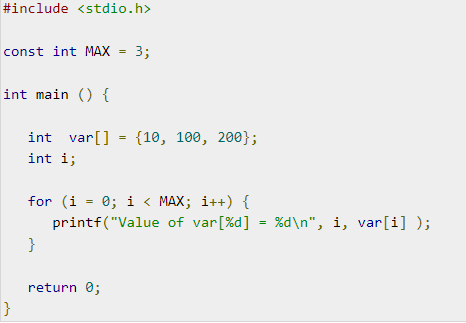 #include <stdio.h>
const int MAX = 3;
int main () {
int  var[] = {10, 100, 200};
int i;
for (i = 0; i < MAX; i++) {
printf("Value of var[%d] = %d\n", i, var[i] );
}
return 0;
}